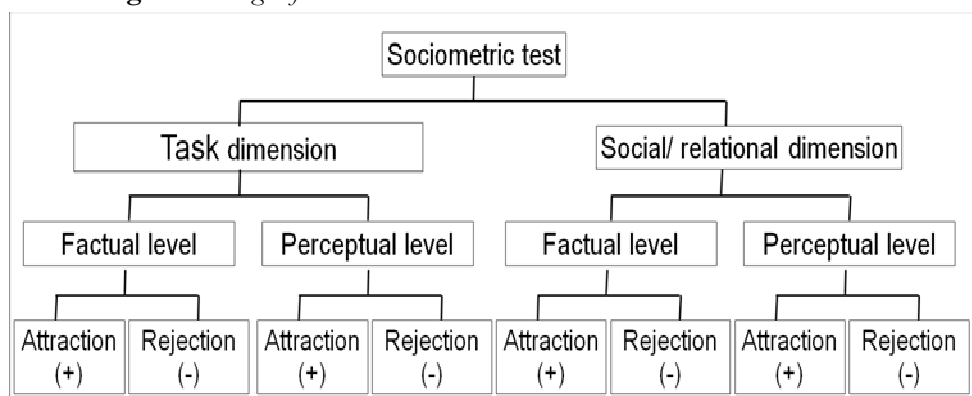 Sociometric test
Task dimension
Social/ relational dimension
Factual level
Perceptual level
Factual level
Perceptual level
Attraction
(+)
Rejection
(-)
Attraction
(+)
Rejection
(-)
Attraction
(+)
Rejection
(-)
Attraction
(+)
Rejection
(-)